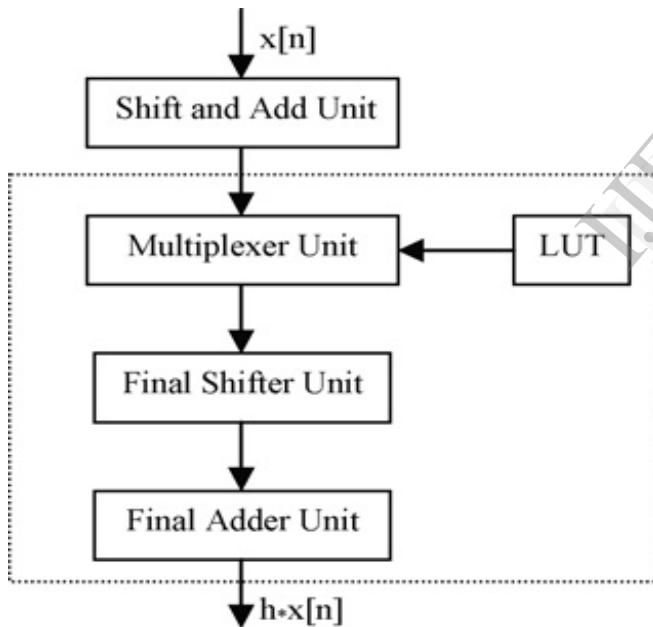 x[n]
Shift and Add Unit
Multiplexer Unit
LUT
Final Shifter Unit
Final Adder Unit
h*x[n]